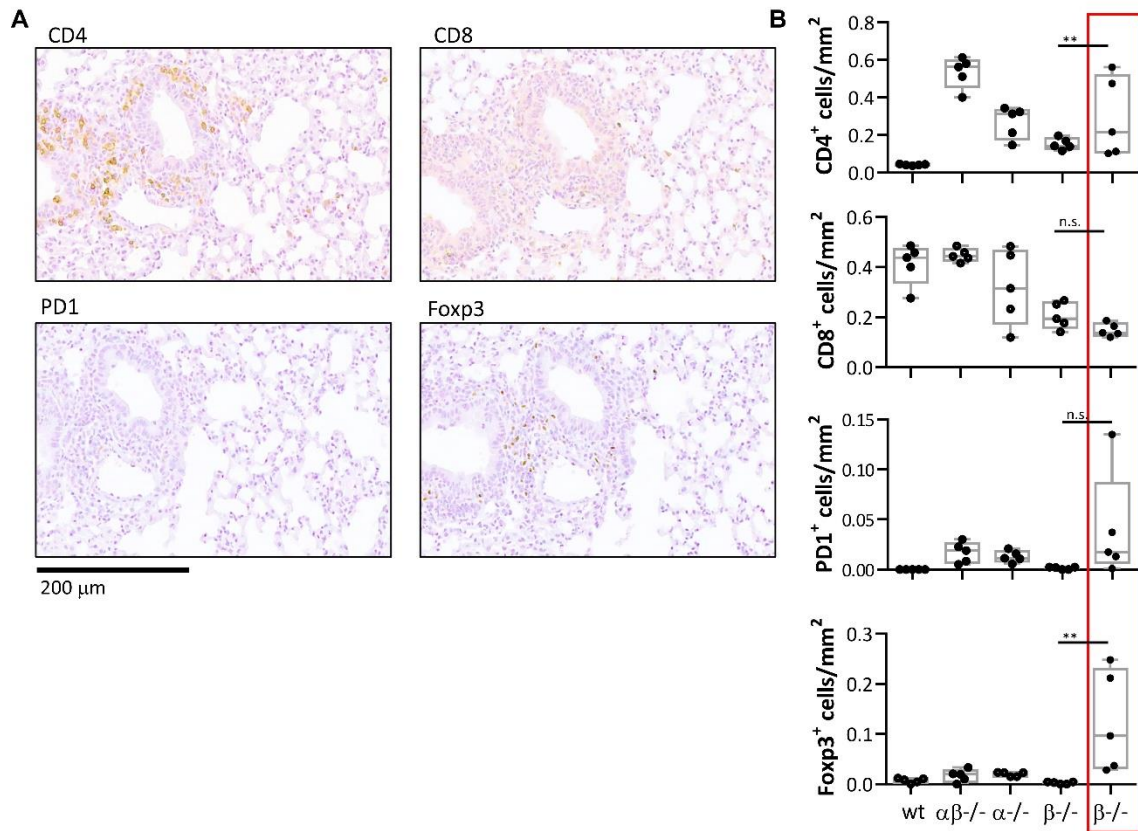 A
CD4
CD8
PD1
Foxp3
200 μm
B
CD4+ cells/mm²
0.8
0.6
0.4
0.2
0.0
**
CD8+ cells/mm²
0.6
0.4
0.2
0.0
n.s.
PD1+ cells/mm²
0.15
0.10
0.05
0.00
n.s.
Foxp3+ cells/mm²
0.3
0.2
0.1
0.0
**
wt αβ-/- α-/- β-/- β-/-